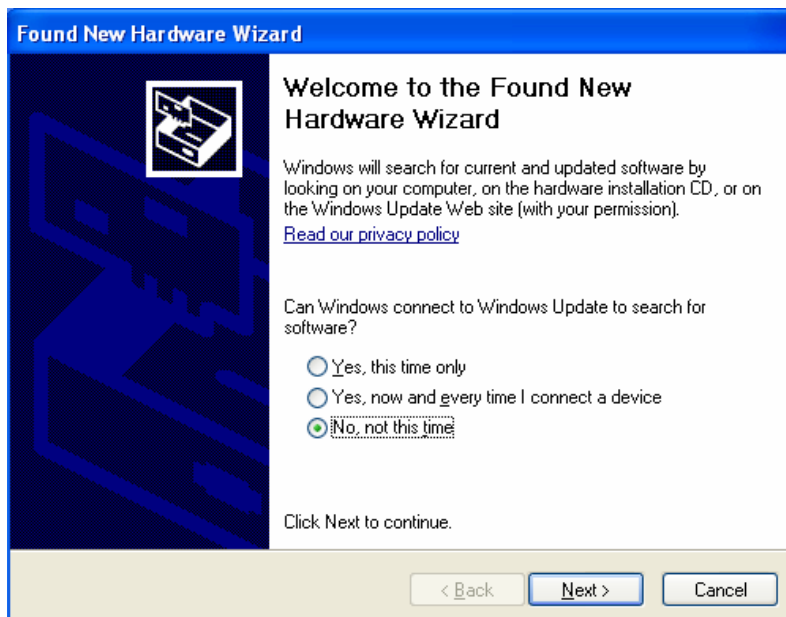 Found New Hardware Wizard
Welcome to the Found New
Hardware Wizard
Windows will search for current and updated software by
looking on your computer, on the hardware installation CD, or on
the Windows Update Web site (with your permission).
Read our privacy policy
Can Windows connect to Windows Update to search for
software?
Yes, this time only
Yes, now and every time I connect a device
No, not this time
Click Next to continue.
< Back
Next >
Cancel